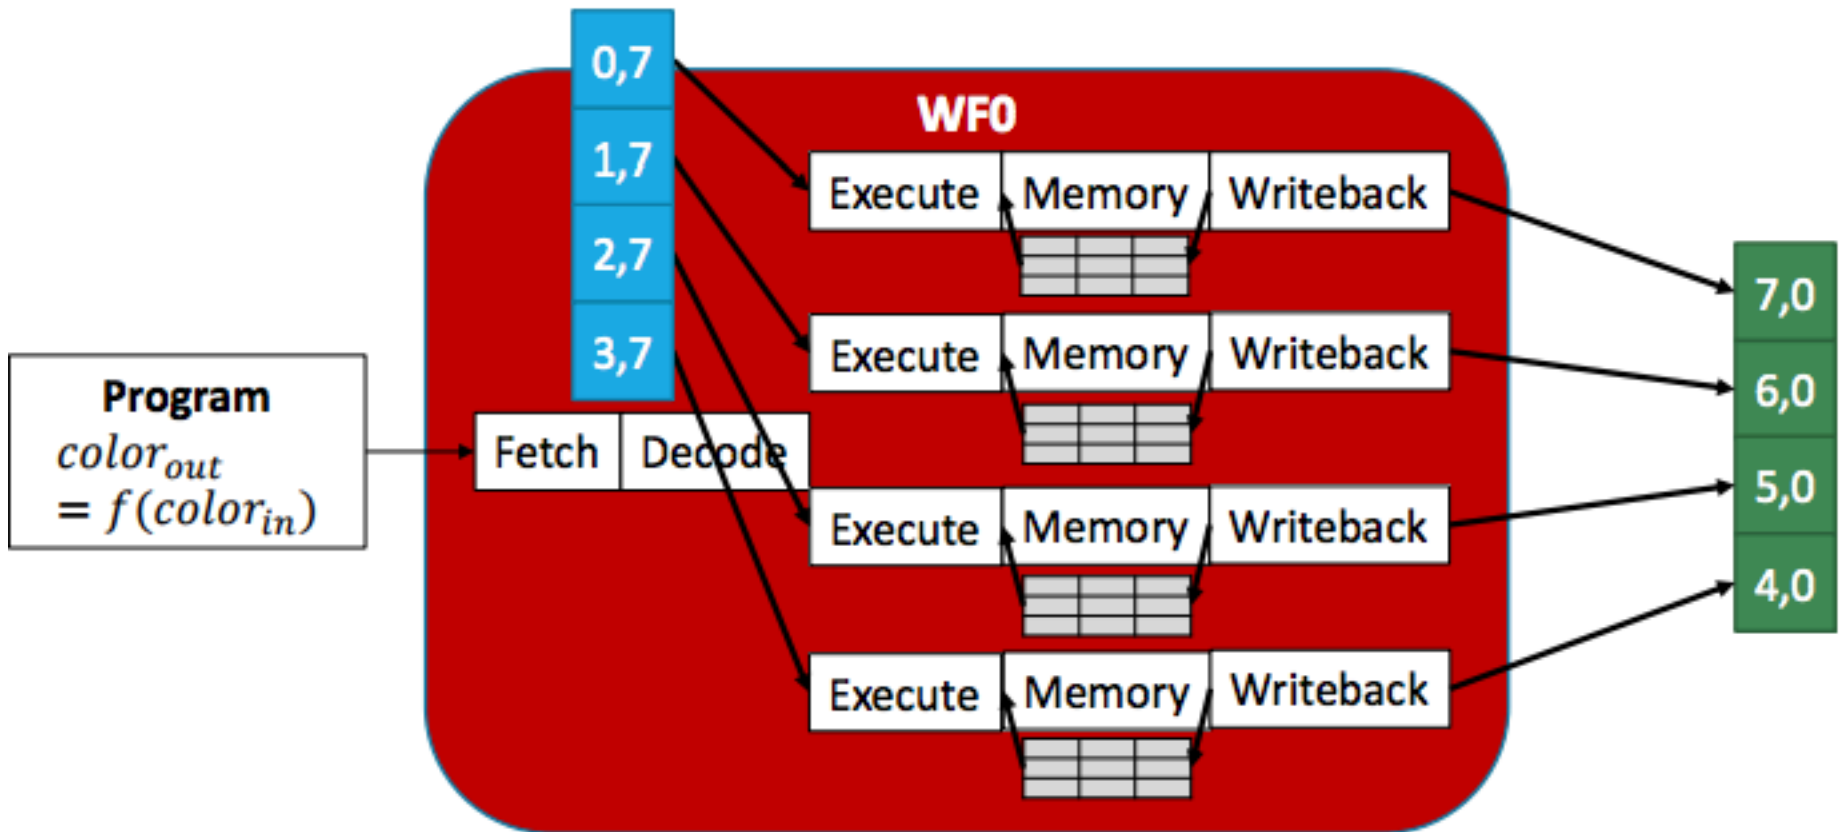 0,7
1,7
2,7
3,7
WF0
Program
color_out
= f(color_in)
Fetch Decode
Execute Memory Writeback
Execute Memory Writeback
Execute Memory Writeback
Execute Memory Writeback
7,0
6,0
5,0
4,0